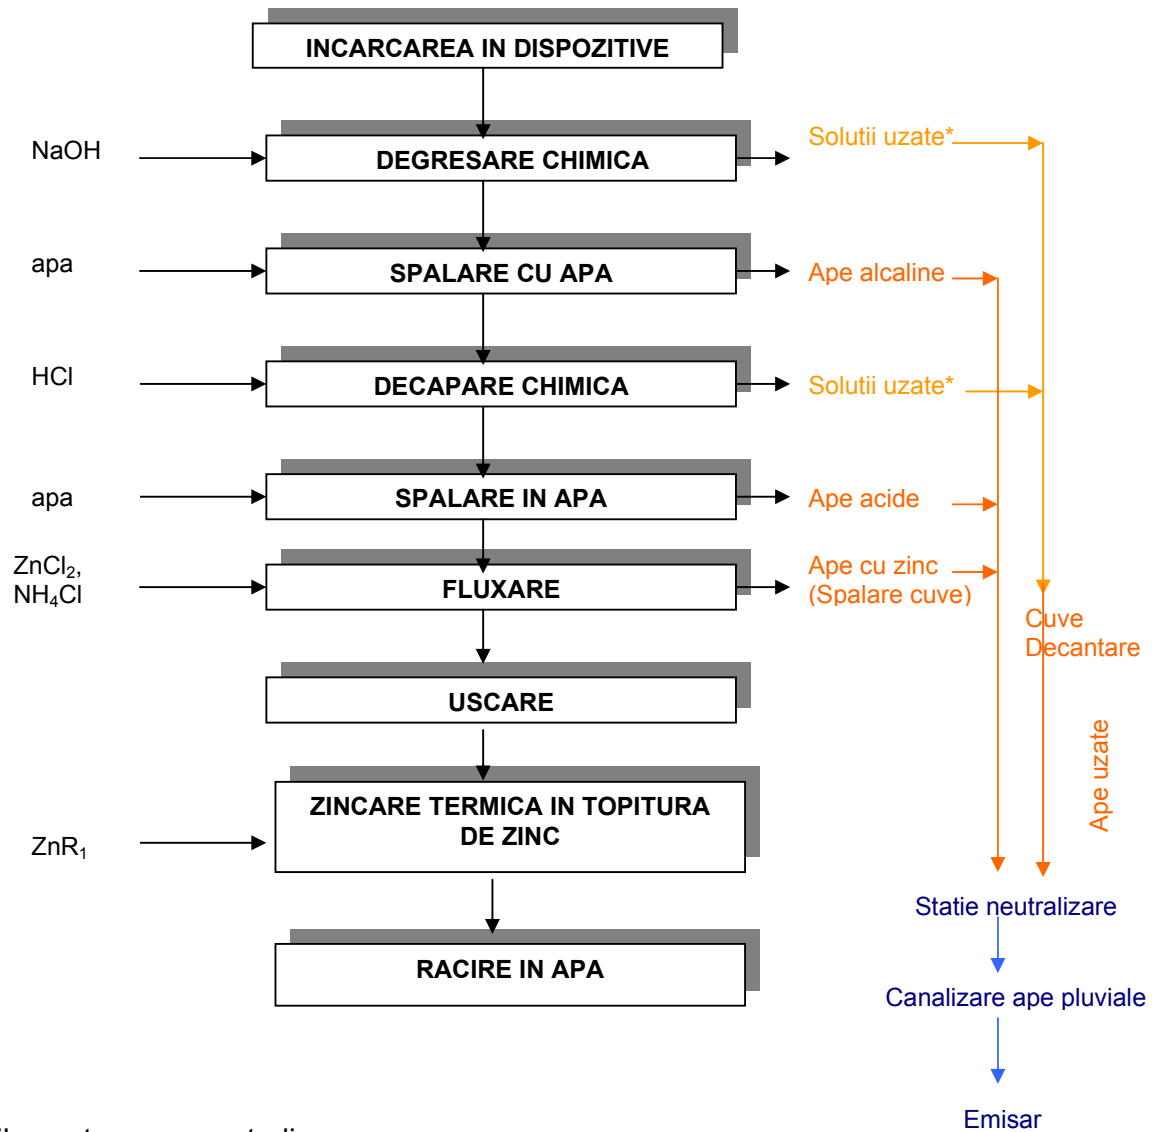 INCARCAREA IN DISPOZITIVE
NaOH
DEGRESARE CHIMICA
Solutii uzate*
apa
SPALARE CU APA
Ape alcaline
HCl
DECAPARE CHIMICA
Solutii uzate*
apa
SPALARE IN APA
Ape acide
ZnCl₂,
NH₄Cl
FLUXARE
Ape cu zinc
(Spalare cuve)
Cuve
Decantare
USCARE
Ape uzate
ZINCARE TERMICA IN TOPITURA
DE ZINC
ZnR₁
Statie neutralizare
RACIRE IN APA
Canalizare ape pluviale
Emisar